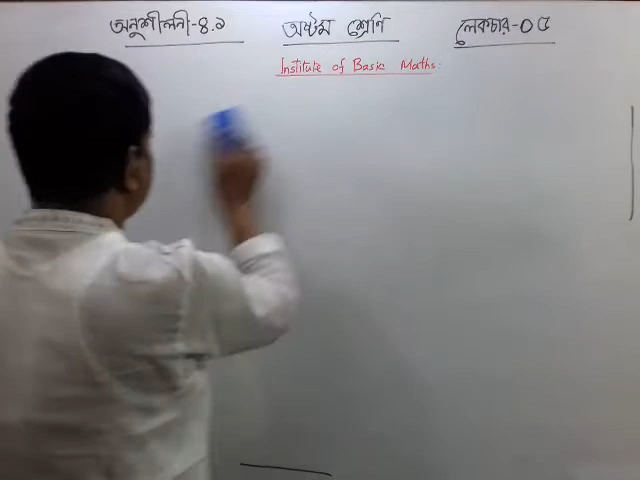 অনুশীলনী-৪.১ অষ্টম শ্রেণি লেকচার-০৫
Institute of Basic Maths.